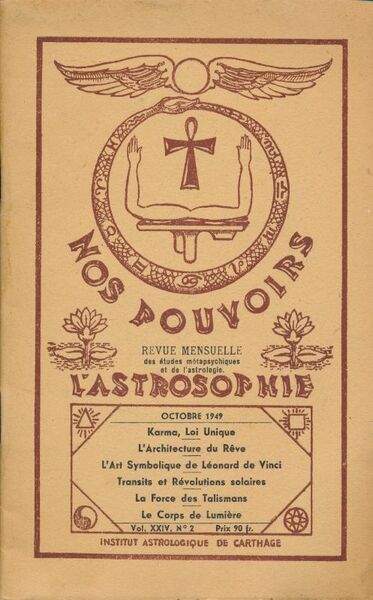 NOS POUVOIRS
REVUE MENSUELLE
des études métapsychiques
et de l'astrologie.
L'ASTROSOPHIE
OCTOBRE 1949
Karma, Loi Unique
L'Architecture du Rêve
L'Art Symbolique de Léonard de Vinci
Transits et Révolutions solaires
La Force des Talismans
Le Corps de Lumière
Vol. XXIV, N° 2 Prix 90 fr.
INSTITUT ASTROLOGIQUE DE CARTHAGE